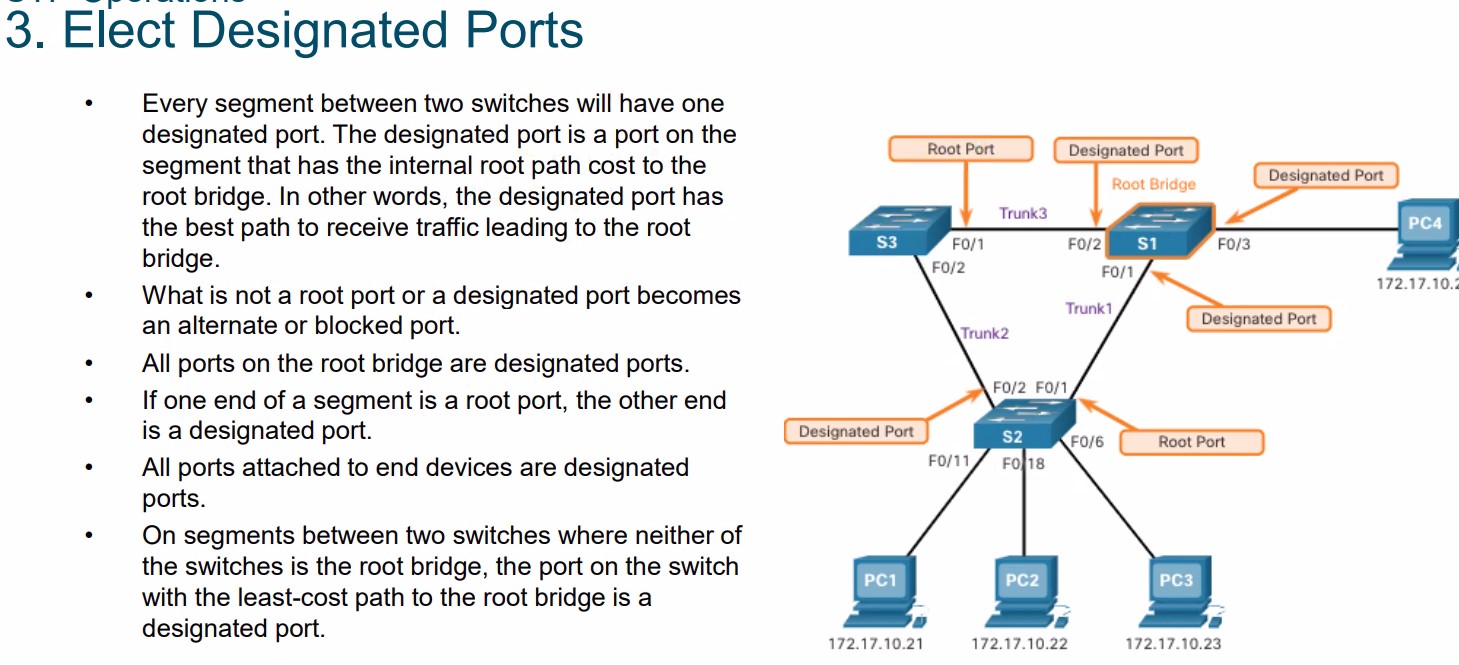 3. Elect Designated Ports
• Every segment between two switches will have one
designated port. The designated port is a port on the
segment that has the internal root path cost to the
root bridge. In other words, the designated port has
the best path to receive traffic leading to the root
bridge.
• What is not a root port or a designated port becomes
an alternate or blocked port.
• All ports on the root bridge are designated ports.
• If one end of a segment is a root port, the other end
is a designated port.
• All ports attached to end devices are designated
ports.
• On segments between two switches where neither of
the switches is the root bridge, the port on the switch
with the least-cost path to the root bridge is a
designated port.
Root Port
Designated Port
Designated Port
Root Bridge
Trunk3
S3
F0/1
F0/2
S1
F0/3
PC4
F0/2
F0/1
172.17.10.2
Trunk1
Designated Port
Trunk2
F0/2 F0/1
Designated Port
S2
F0/6
Root Port
F0/11
F0/18
PC1
PC2
PC3
172.17.10.21
172.17.10.22
172.17.10.23